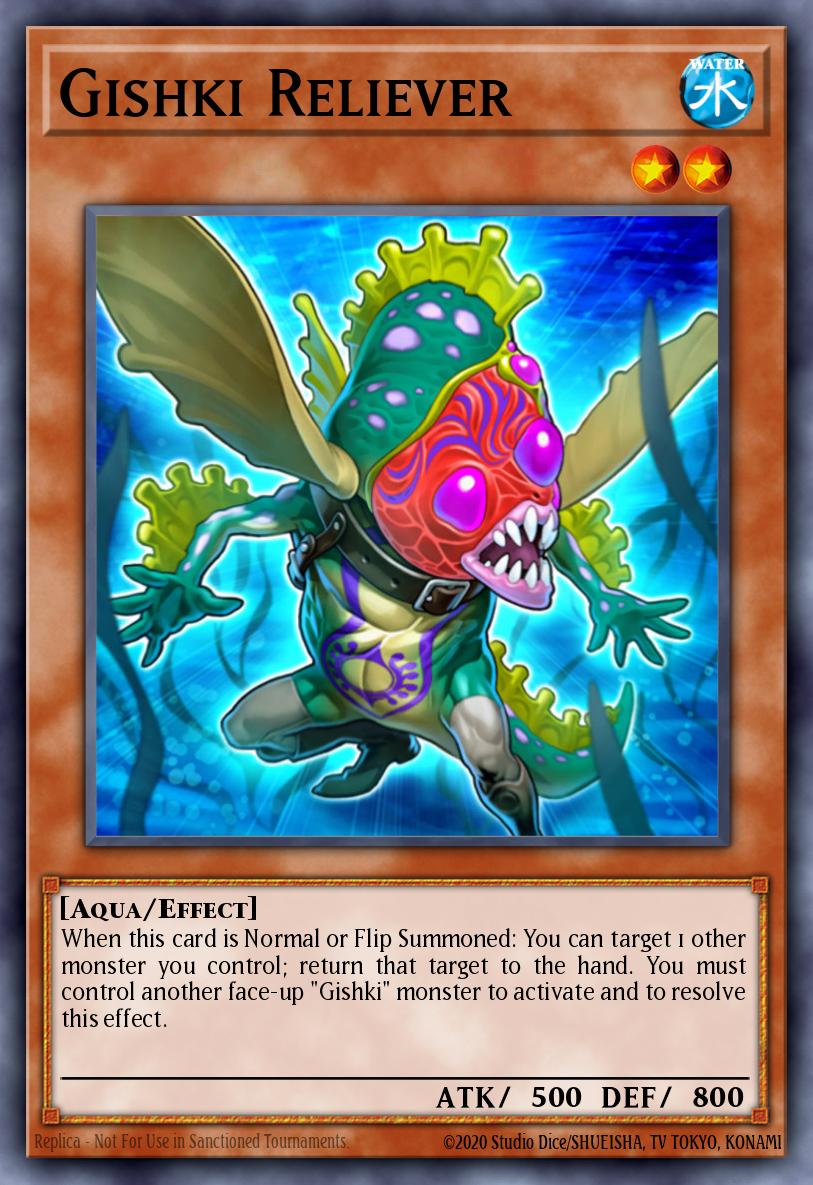 Gishki Reliever
WATER
水
[Aqua/Effect]
When this card is Normal or Flip Summoned: You can target 1 other
monster you control; return that target to the hand. You must
control another face-up "Gishki" monster to activate and to resolve
this effect.
ATK/ 500 DEF/ 800
Replica - Not For Use in Sanctioned Tournaments.
©2020 Studio Dice/SHUEISHA, TV TOKYO, KONAMI